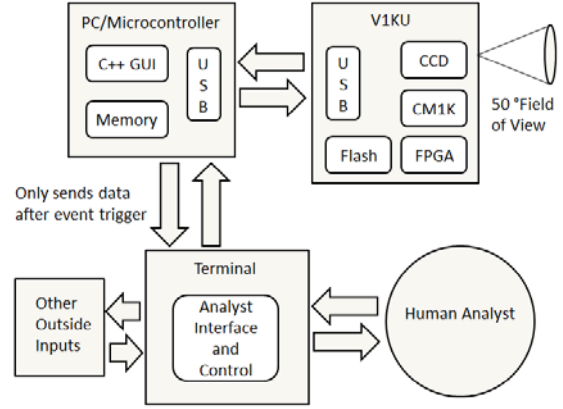 PC/Microcontroller
C++ GUI
Memory
U
S
B
V1KU
U
S
B
CCD
CM1K
Flash
FPGA
50 °Field
of View
Only sends data
after event trigger
Terminal
Analyst
Interface
and
Control
Other
Outside
Inputs
Human Analyst